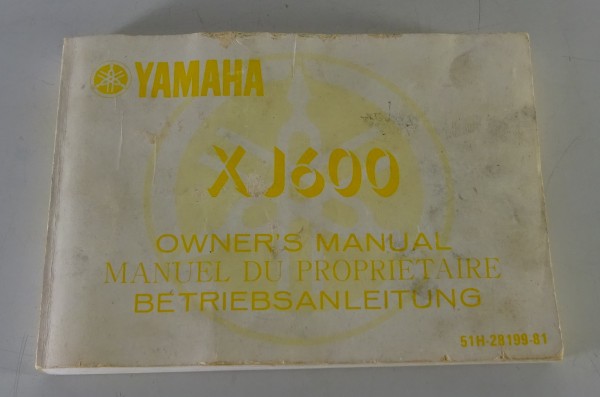 YAMAHA
XJ600
OWNER'S MANUAL
MANUEL DU PROPRIETAIRE
BETRIEBSANLEITUNG
51H-28199-81